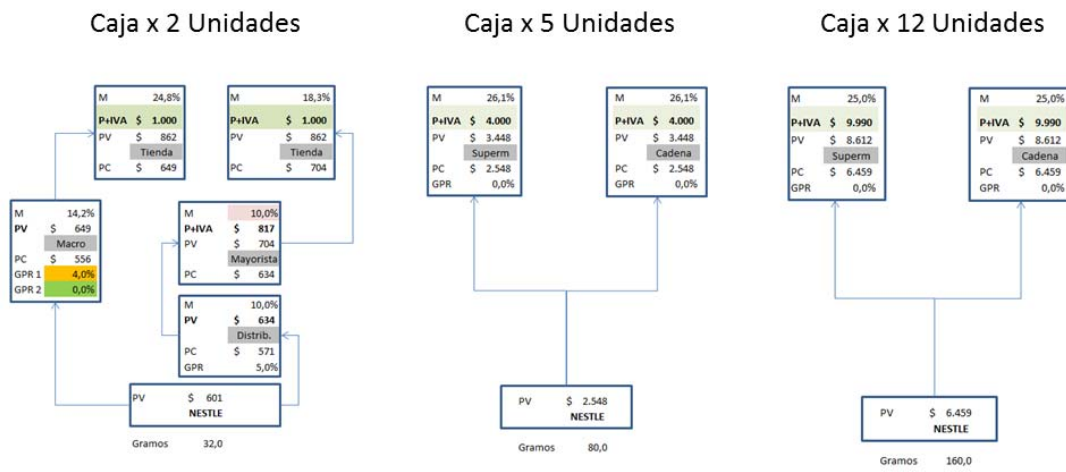 Caja x 2 Unidades
M 24,8%
P+IVA $ 1.000
PV $ 862
Tienda
PC $ 649
M 18,3%
P+IVA $ 1.000
PV $ 862
Tienda
PC $ 704
M 14,2%
PV $ 649
Macro
PC $ 556
GPR 1 4,0%
GPR 2 0,0%
M 10,0%
P+IVA $ 817
PV $ 704
Mayorista
PC $ 634
M 10,0%
PV $ 634
Distrib.
PC $ 571
GPR 5,0%
PV $ 601
NESTLE
Gramos 32,0
Caja x 5 Unidades
M 26,1%
P+IVA $ 4.000
PV $ 3.448
Superm
PC $ 2.548
GPR 0,0%
M 26,1%
P+IVA $ 4.000
PV $ 3.448
Cadena
PC $ 2.548
GPR 0,0%
PV $ 2.548
NESTLE
Gramos 80,0
Caja x 12 Unidades
M 25,0%
P+IVA $ 9.990
PV $ 8.612
Superm
PC $ 6.459
GPR 0,0%
M 25,0%
P+IVA $ 9.990
PV $ 8.612
Cadena
PC $ 6.459
GPR 0,0%
PV $ 6.459
NESTLE
Gramos 160,0